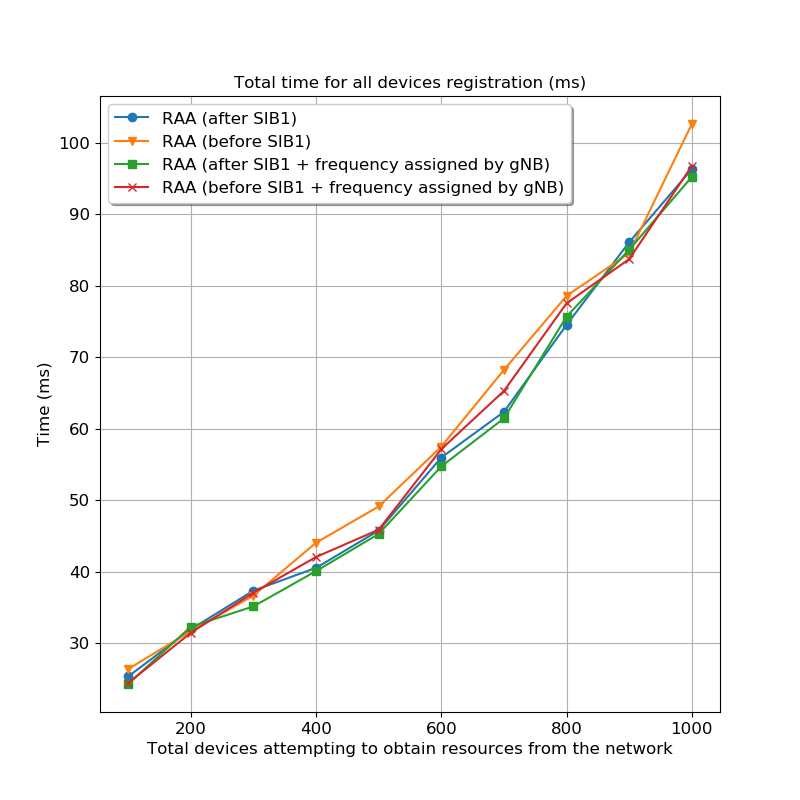 Total time for all devices registration (ms)
RAA (after SIB1)
RAA (before SIB1)
RAA (after SIB1 + frequency assigned by gNB)
RAA (before SIB1 + frequency assigned by gNB)
100
90
80
70
60
50
40
30
Time (ms)
200 400 600 800 1000
Total devices attempting to obtain resources from the network